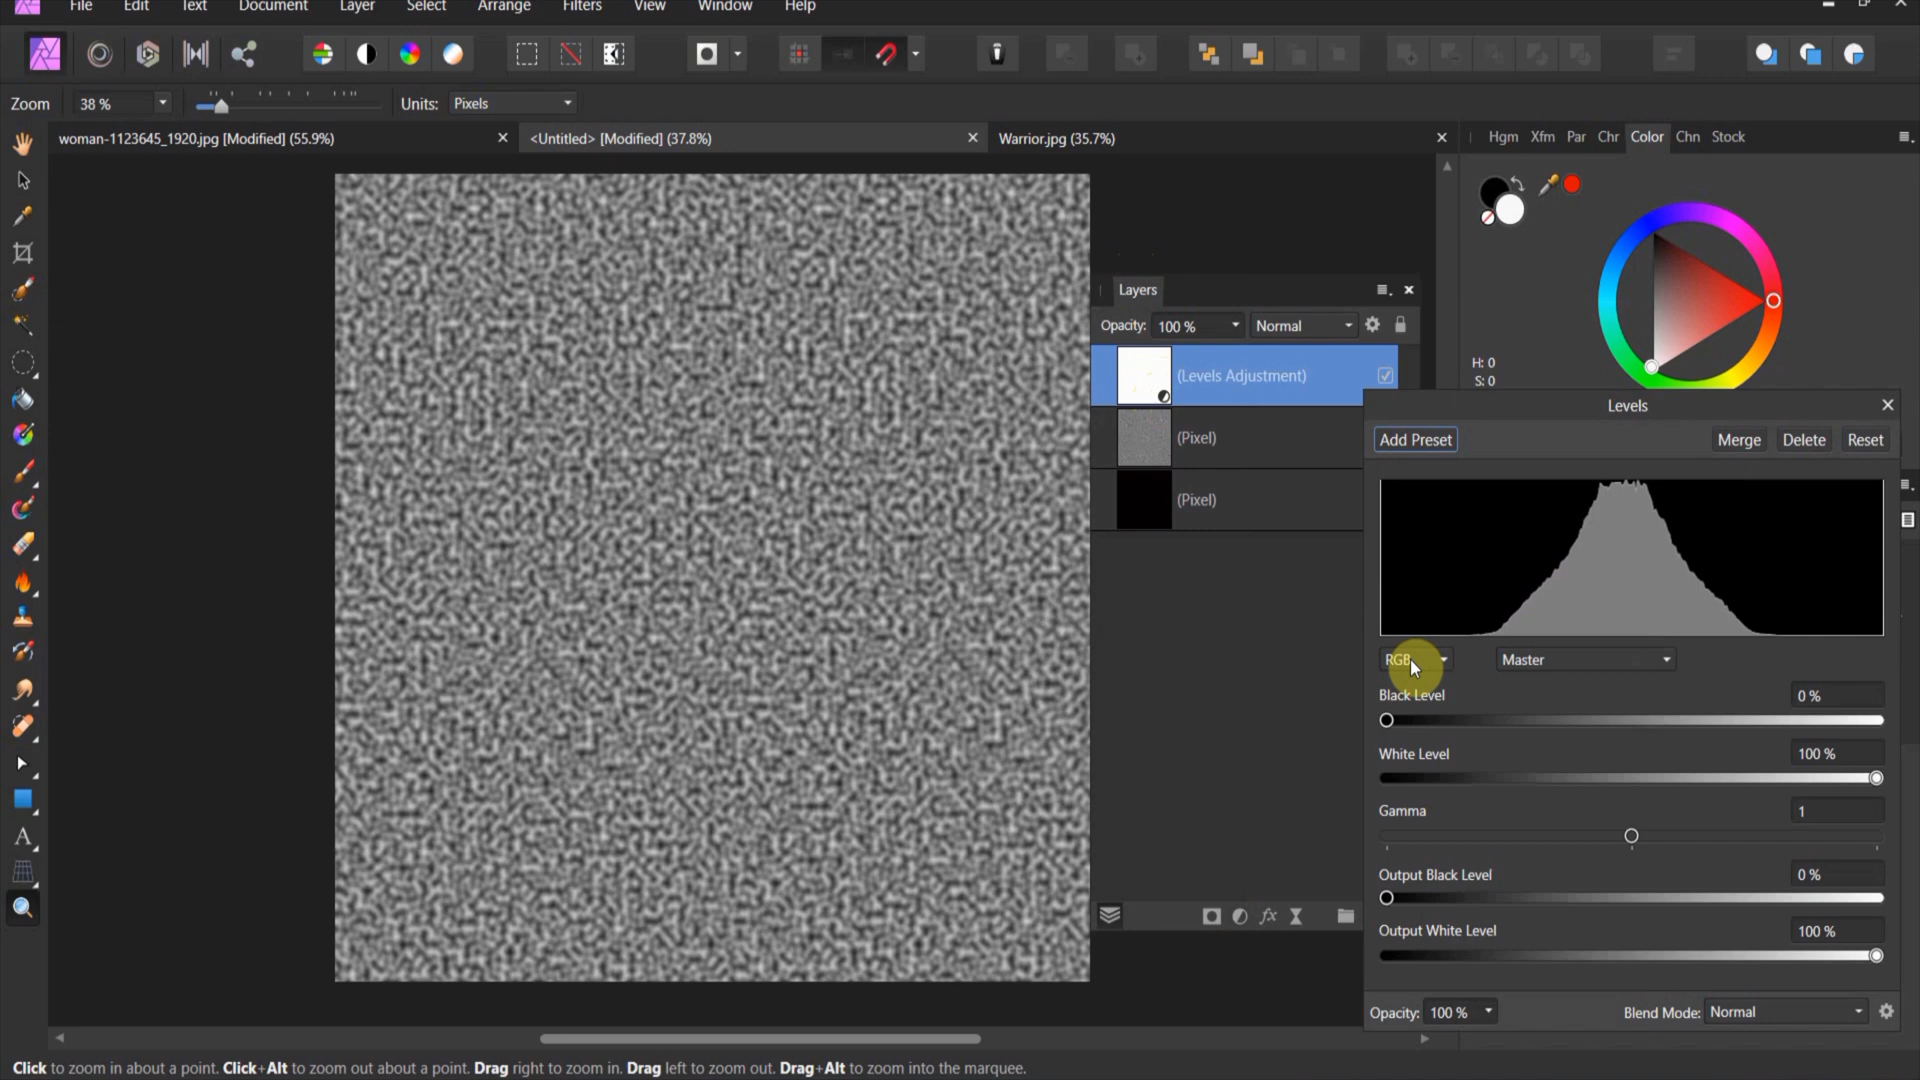 File Edit Text Document Layer Select Arrange Filters View Window Help
Zoom 38 % Units: Pixels
woman-1123645_1920.jpg [Modified] (55.9%) <Untitled> [Modified] (37.8%) Warrior.jpg (35.7%)
Hgm Xfm Par Chr Color Chn Stock
Layers
Opacity: 100 % Normal
(Levels Adjustment)
(Pixel)
(Pixel)
H: 0
S: 0
Levels
Add Preset Merge Delete Reset
RGB Master
Black Level 0 %
White Level 100 %
Gamma 1
Output Black Level 0 %
Output White Level 100 %
Opacity: 100 % Blend Mode: Normal
Click to zoom in about a point. Click+Alt to zoom out about a point. Drag right to zoom in. Drag left to zoom out. Drag+Alt to zoom into the marquee.